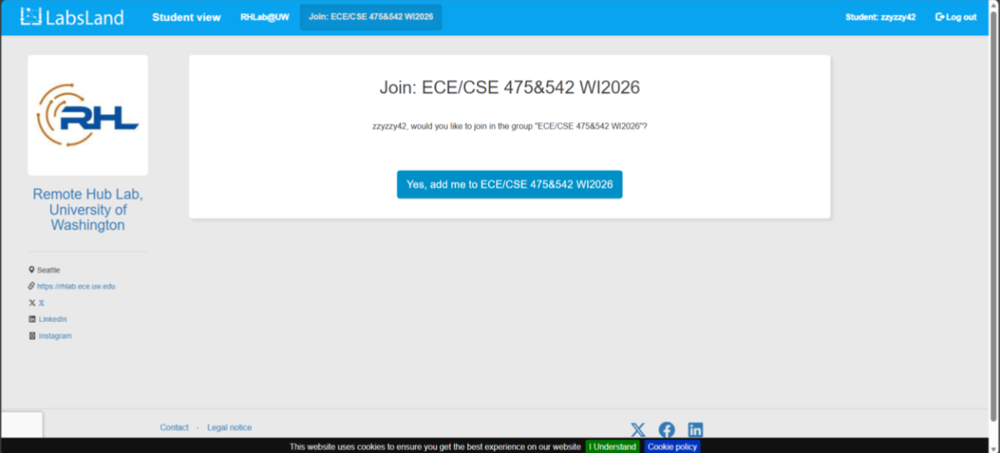 LabsLand Student view RHLab@UW Join: ECE/CSE 475&542 WI2026 Student: zzyzzy42 Log out
RHL
Remote Hub Lab,
University of
Washington
Seattle
https://rhlab.ece.uw.edu
X
LinkedIn
Instagram
Join: ECE/CSE 475&542 WI2026
zzyzzy42, would you like to join in the group "ECE/CSE 475&542 WI2026"?
Yes, add me to ECE/CSE 475&542 WI2026
Contact - Legal notice
This website uses cookies to ensure you get the best experience on our website I Understand Cookie policy